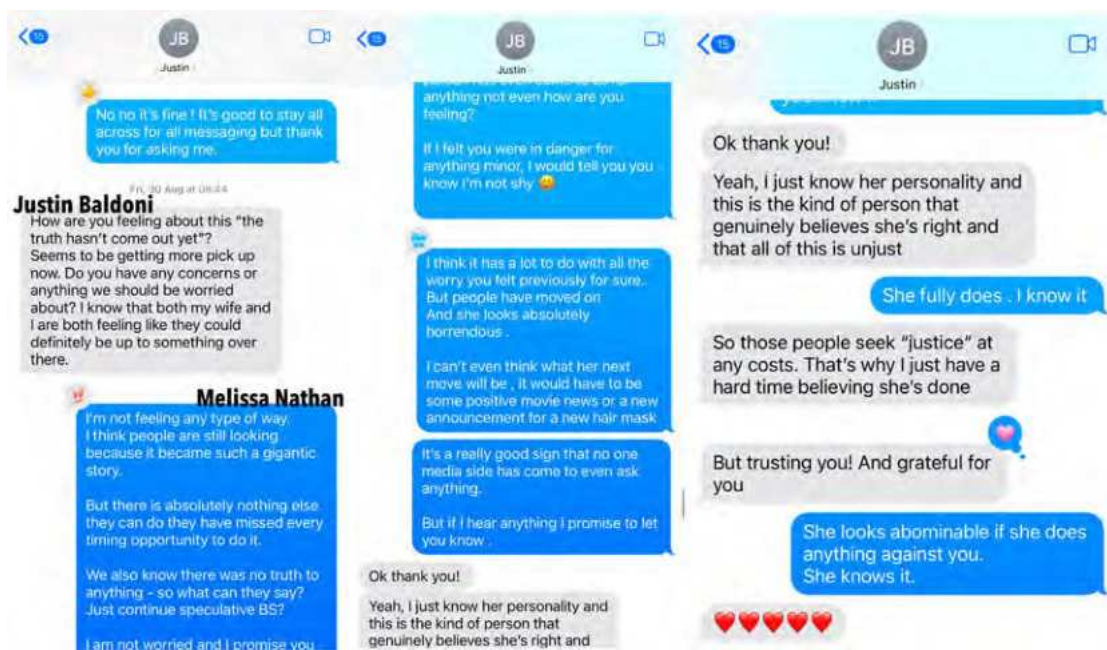 15
JB
Justin
No no it's fine ! It's good to stay all
across for all messaging but thank
you for asking me.
Fri, 30 Aug at 08:44
Justin Baldoni
How are you feeling about this "the
truth hasn't come out yet"?
Seems to be getting more pick up
now. Do you have any concerns or
anything we should be worried
about? I know that both my wife and
I are both feeling like they could
definitely be up to something over
there.
Melissa Nathan
I'm not feeling any type of way.
I think people are still looking
because it became such a gigantic
story.
But there is absolutely nothing else
they can do they have missed every
timing opportunity to do it.
We also know there was no truth to
anything - so what can they say?
Just continue speculative BS?
I am not worried and I promise you
15
JB
Justin
anything not even how are you
feeling?
If I felt you were in danger for
anything minor, I would tell you you
know I'm not shy 😄
I think it has a lot to do with all the
worry you felt previously for sure..
But people have moved on
And she looks absolutely
horrendous .
I can't even think what her next
move will be , it would have to be
some positive movie news or a new
announcement for a new hair mask
It's a really good sign that no one
media side has come to even ask
anything.
But if I hear anything I promise to let
you know .
Ok thank you!
Yeah, I just know her personality and
this is the kind of person that
genuinely believes she's right and
15
JB
Justin
Ok thank you!
Yeah, I just know her personality and
this is the kind of person that
genuinely believes she's right and
that all of this is unjust
She fully does . I know it
So those people seek "justice" at
any costs. That's why I just have a
hard time believing she's done
But trusting you! And grateful for
you
She looks abominable if she does
anything against you.
She knows it.
❤️❤️❤️❤️❤️